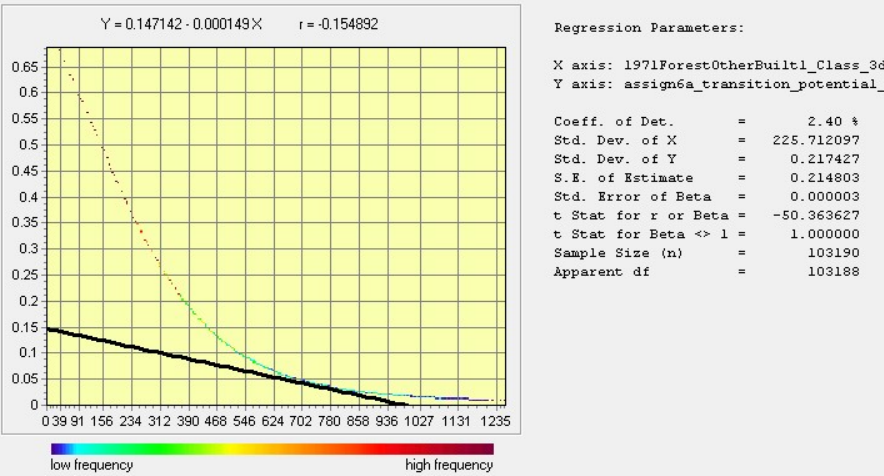 Y = 0.147142 - 0.000149 X r = -0.154892
0.65
0.6
0.55
0.5
0.45
0.4
0.35
0.3
0.25
0.2
0.15
0.1
0.05
0
0 39 91 156 234 312 390 468 546 624 702 780 858 936 1027 1131 1235
low frequency high frequency
Regression Parameters:
X axis: 1971ForestOtherBuilt1_Class_3d
Y axis: assign6a_transition_potential_
Coeff. of Det. = 2.40 %
Std. Dev. of X = 225.712097
Std. Dev. of Y = 0.217427
S.E. of Estimate = 0.214803
Std. Error of Beta = 0.000003
t Stat for r or Beta = -50.363627
t Stat for Beta <> 1 = 1.000000
Sample Size (n) = 103190
Apparent df = 103188